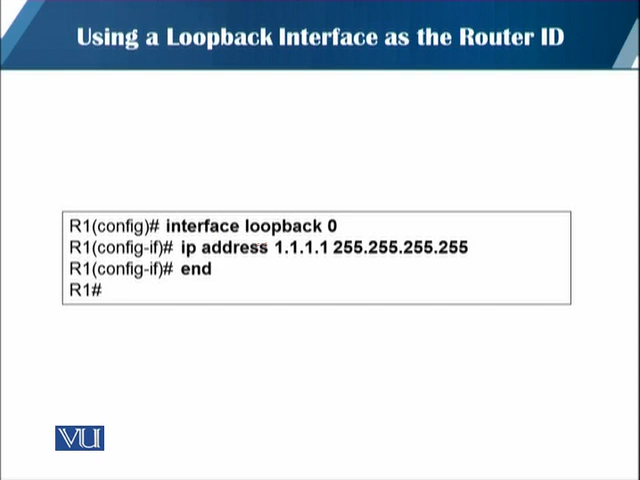 Using a Loopback Interface as the Router ID
R1(config)# interface loopback 0
R1(config-if)# ip address 1.1.1.1 255.255.255.255
R1(config-if)# end
R1#
VU